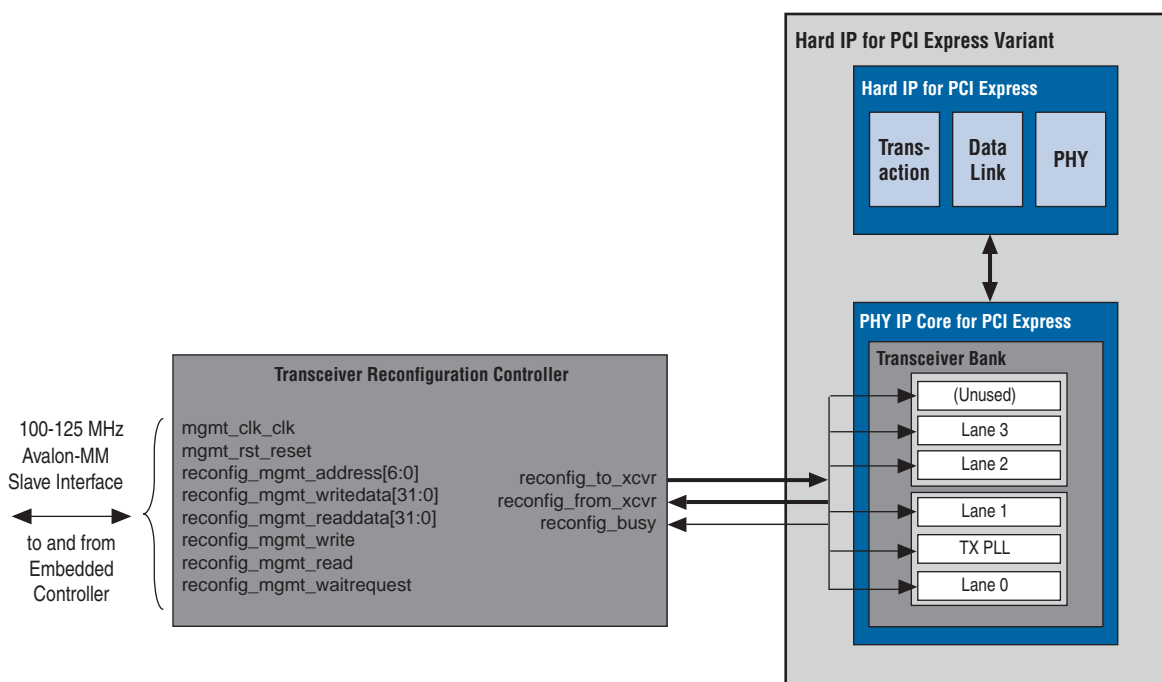 Hard IP for PCI Express Variant
Hard IP for PCI Express
Trans-
action
Data
Link
PHY
PHY IP Core for PCI Express
Transceiver Bank
(Unused)
Lane 3
Lane 2
Lane 1
TX PLL
Lane 0
Transceiver Reconfiguration Controller
mgmt_clk_clk
mgmt_rst_reset
reconfig_mgmt_address[6:0]
reconfig_mgmt_writedata[31:0]
reconfig_mgmt_readdata[31:0]
reconfig_mgmt_write
reconfig_mgmt_read
reconfig_mgmt_waitrequest
reconfig_to_xcvr
reconfig_from_xcvr
reconfig_busy
100-125 MHz
Avalon-MM
Slave Interface
to and from
Embedded
Controller